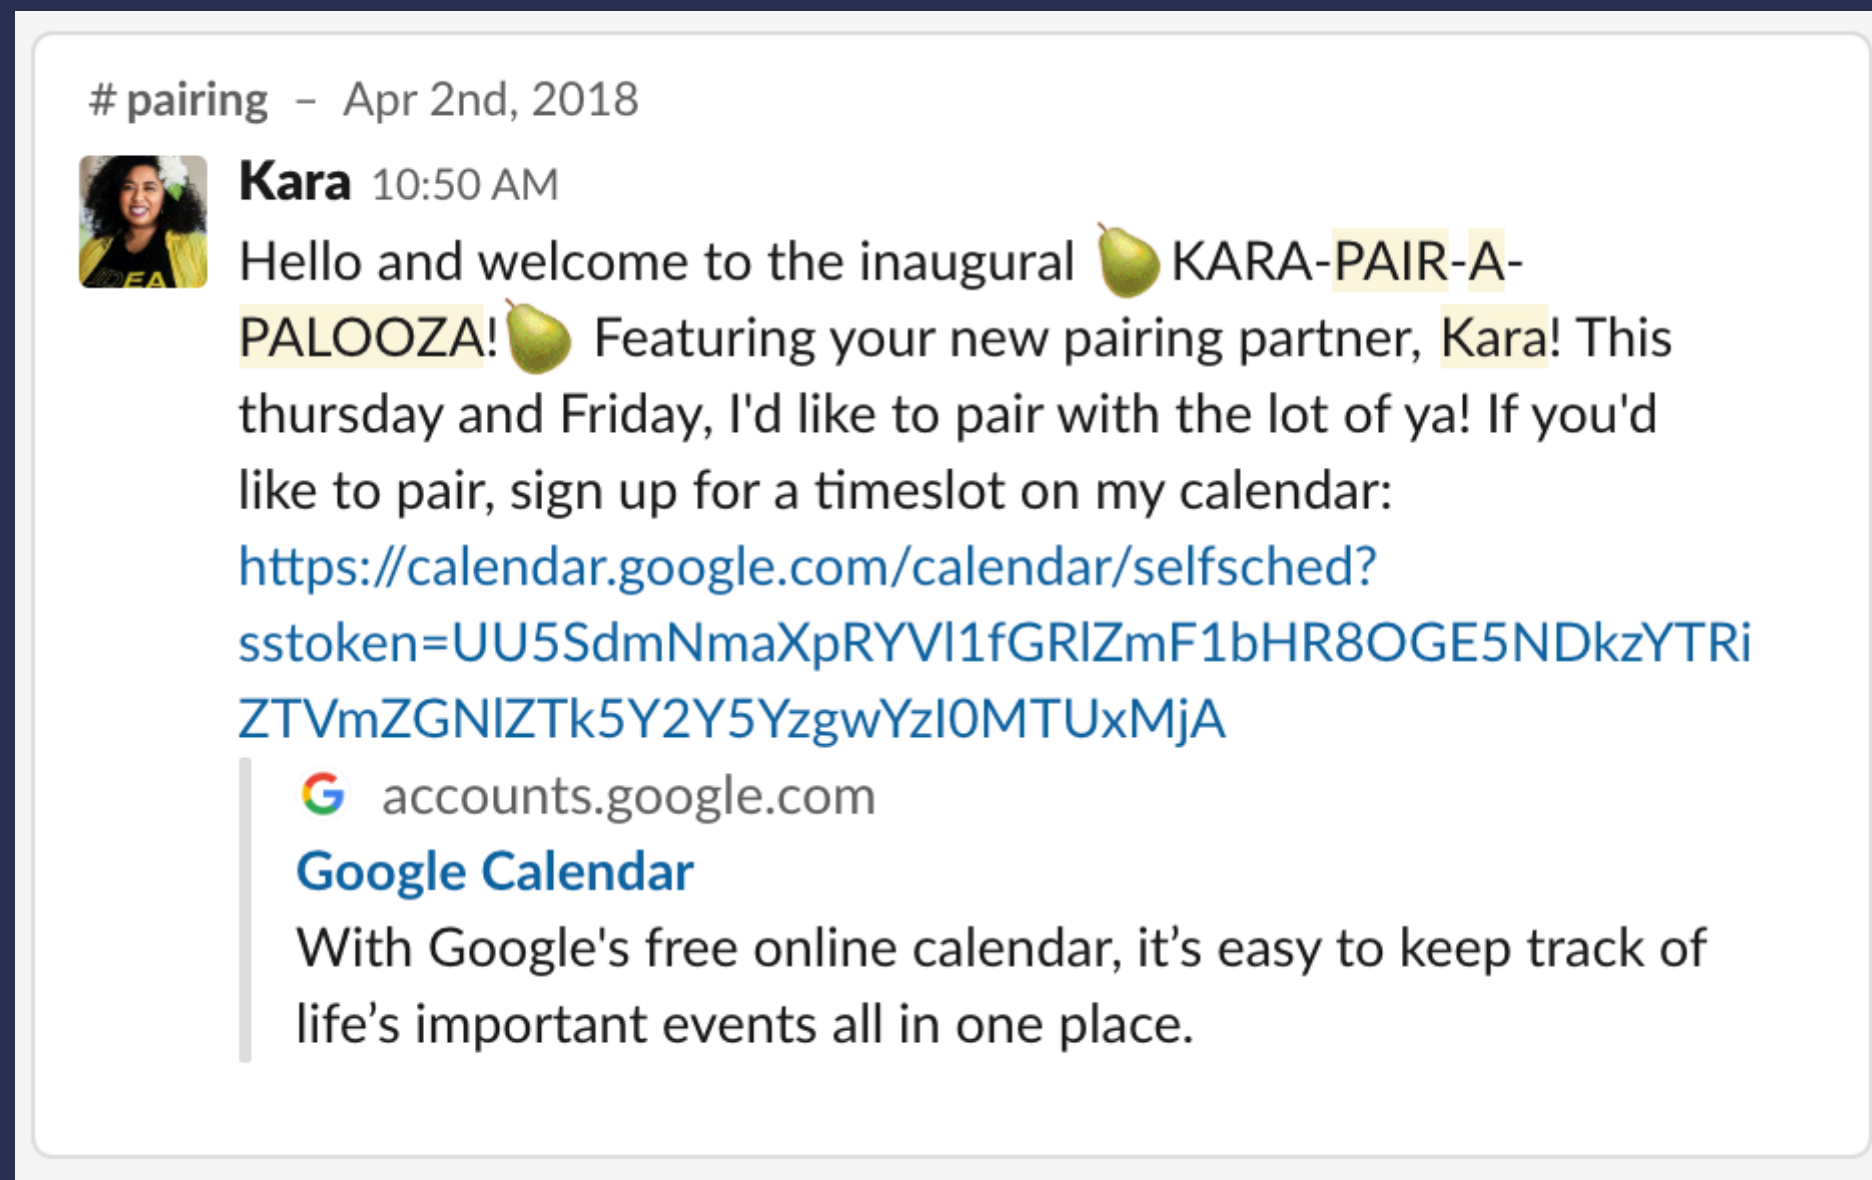 # pairing – Apr 2nd, 2018
Kara 10:50 AM
Hello and welcome to the inaugural 🍐KARA-PAIR-A-
PALOOZA!🍐 Featuring your new pairing partner, Kara! This
thursday and Friday, I'd like to pair with the lot of ya! If you'd
like to pair, sign up for a timeslot on my calendar:
https://calendar.google.com/calendar/selfsched?
sstoken=UU5SdmNmaXpRYVl1fGRlZmF1bHR8OGE5NDkzYTRi
ZTVmZGNlZTk5Y2Y5YzgwYzI0MTUxMjA
G accounts.google.com
Google Calendar
With Google's free online calendar, it’s easy to keep track of
life’s important events all in one place.